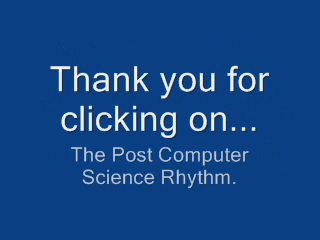 Thank you for
clicking on...
The Post Computer
Science Rhythm.